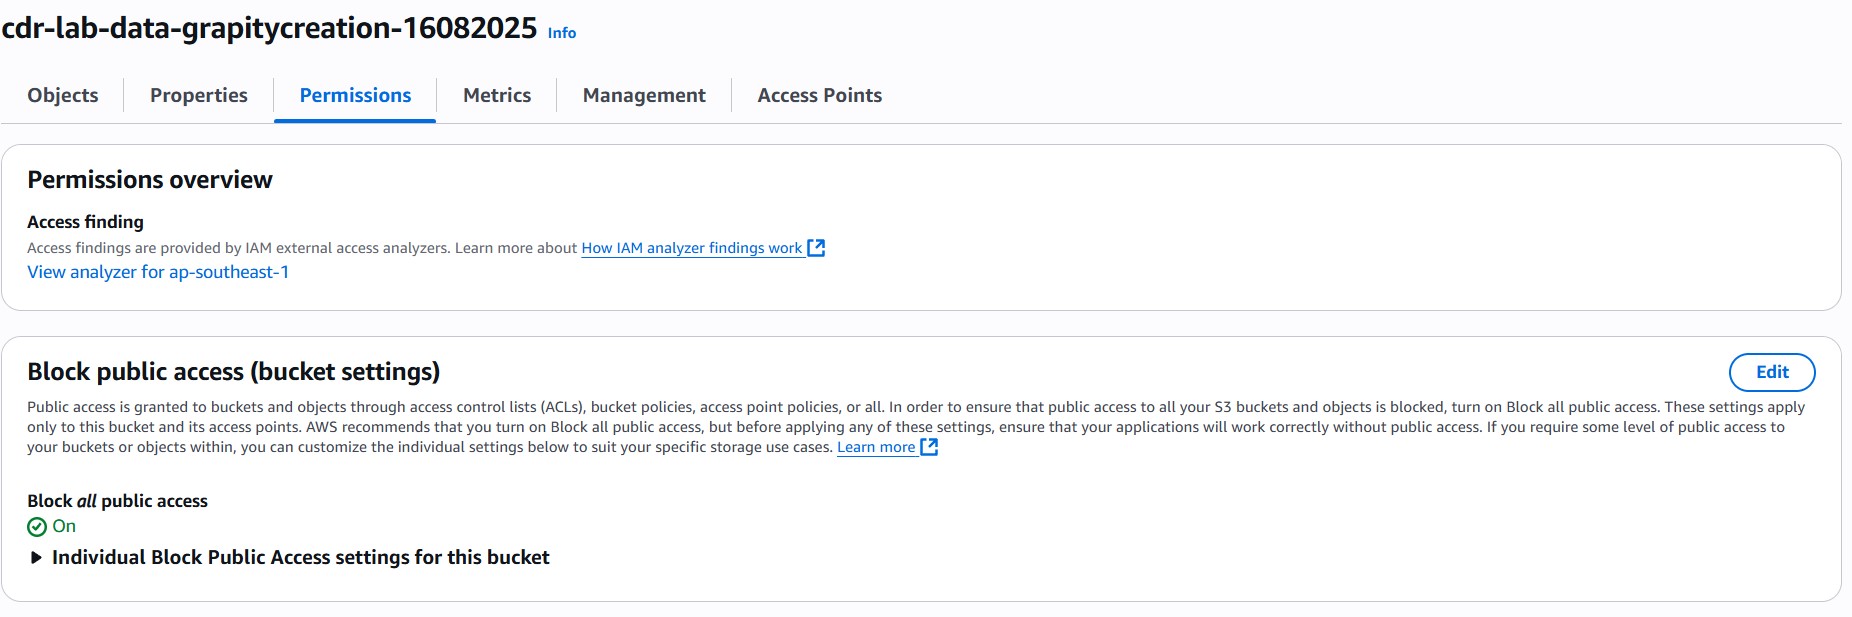 cdr-lab-data-grapitycreation-16082025 Info
Objects Properties Permissions Metrics Management Access Points
Permissions overview
Access finding
Access findings are provided by IAM external access analyzers. Learn more about How IAM analyzer findings work
View analyzer for ap-southeast-1
Block public access (bucket settings) Edit
Public access is granted to buckets and objects through access control lists (ACLs), bucket policies, access point policies, or all. In order to ensure that public access to all your S3 buckets and objects is blocked, turn on Block all public access. These settings apply
only to this bucket and its access points. AWS recommends that you turn on Block all public access, but before applying any of these settings, ensure that your applications will work correctly without public access. If you require some level of public access to
your buckets or objects within, you can customize the individual settings below to suit your specific storage use cases. Learn more
Block all public access
On
Individual Block Public Access settings for this bucket